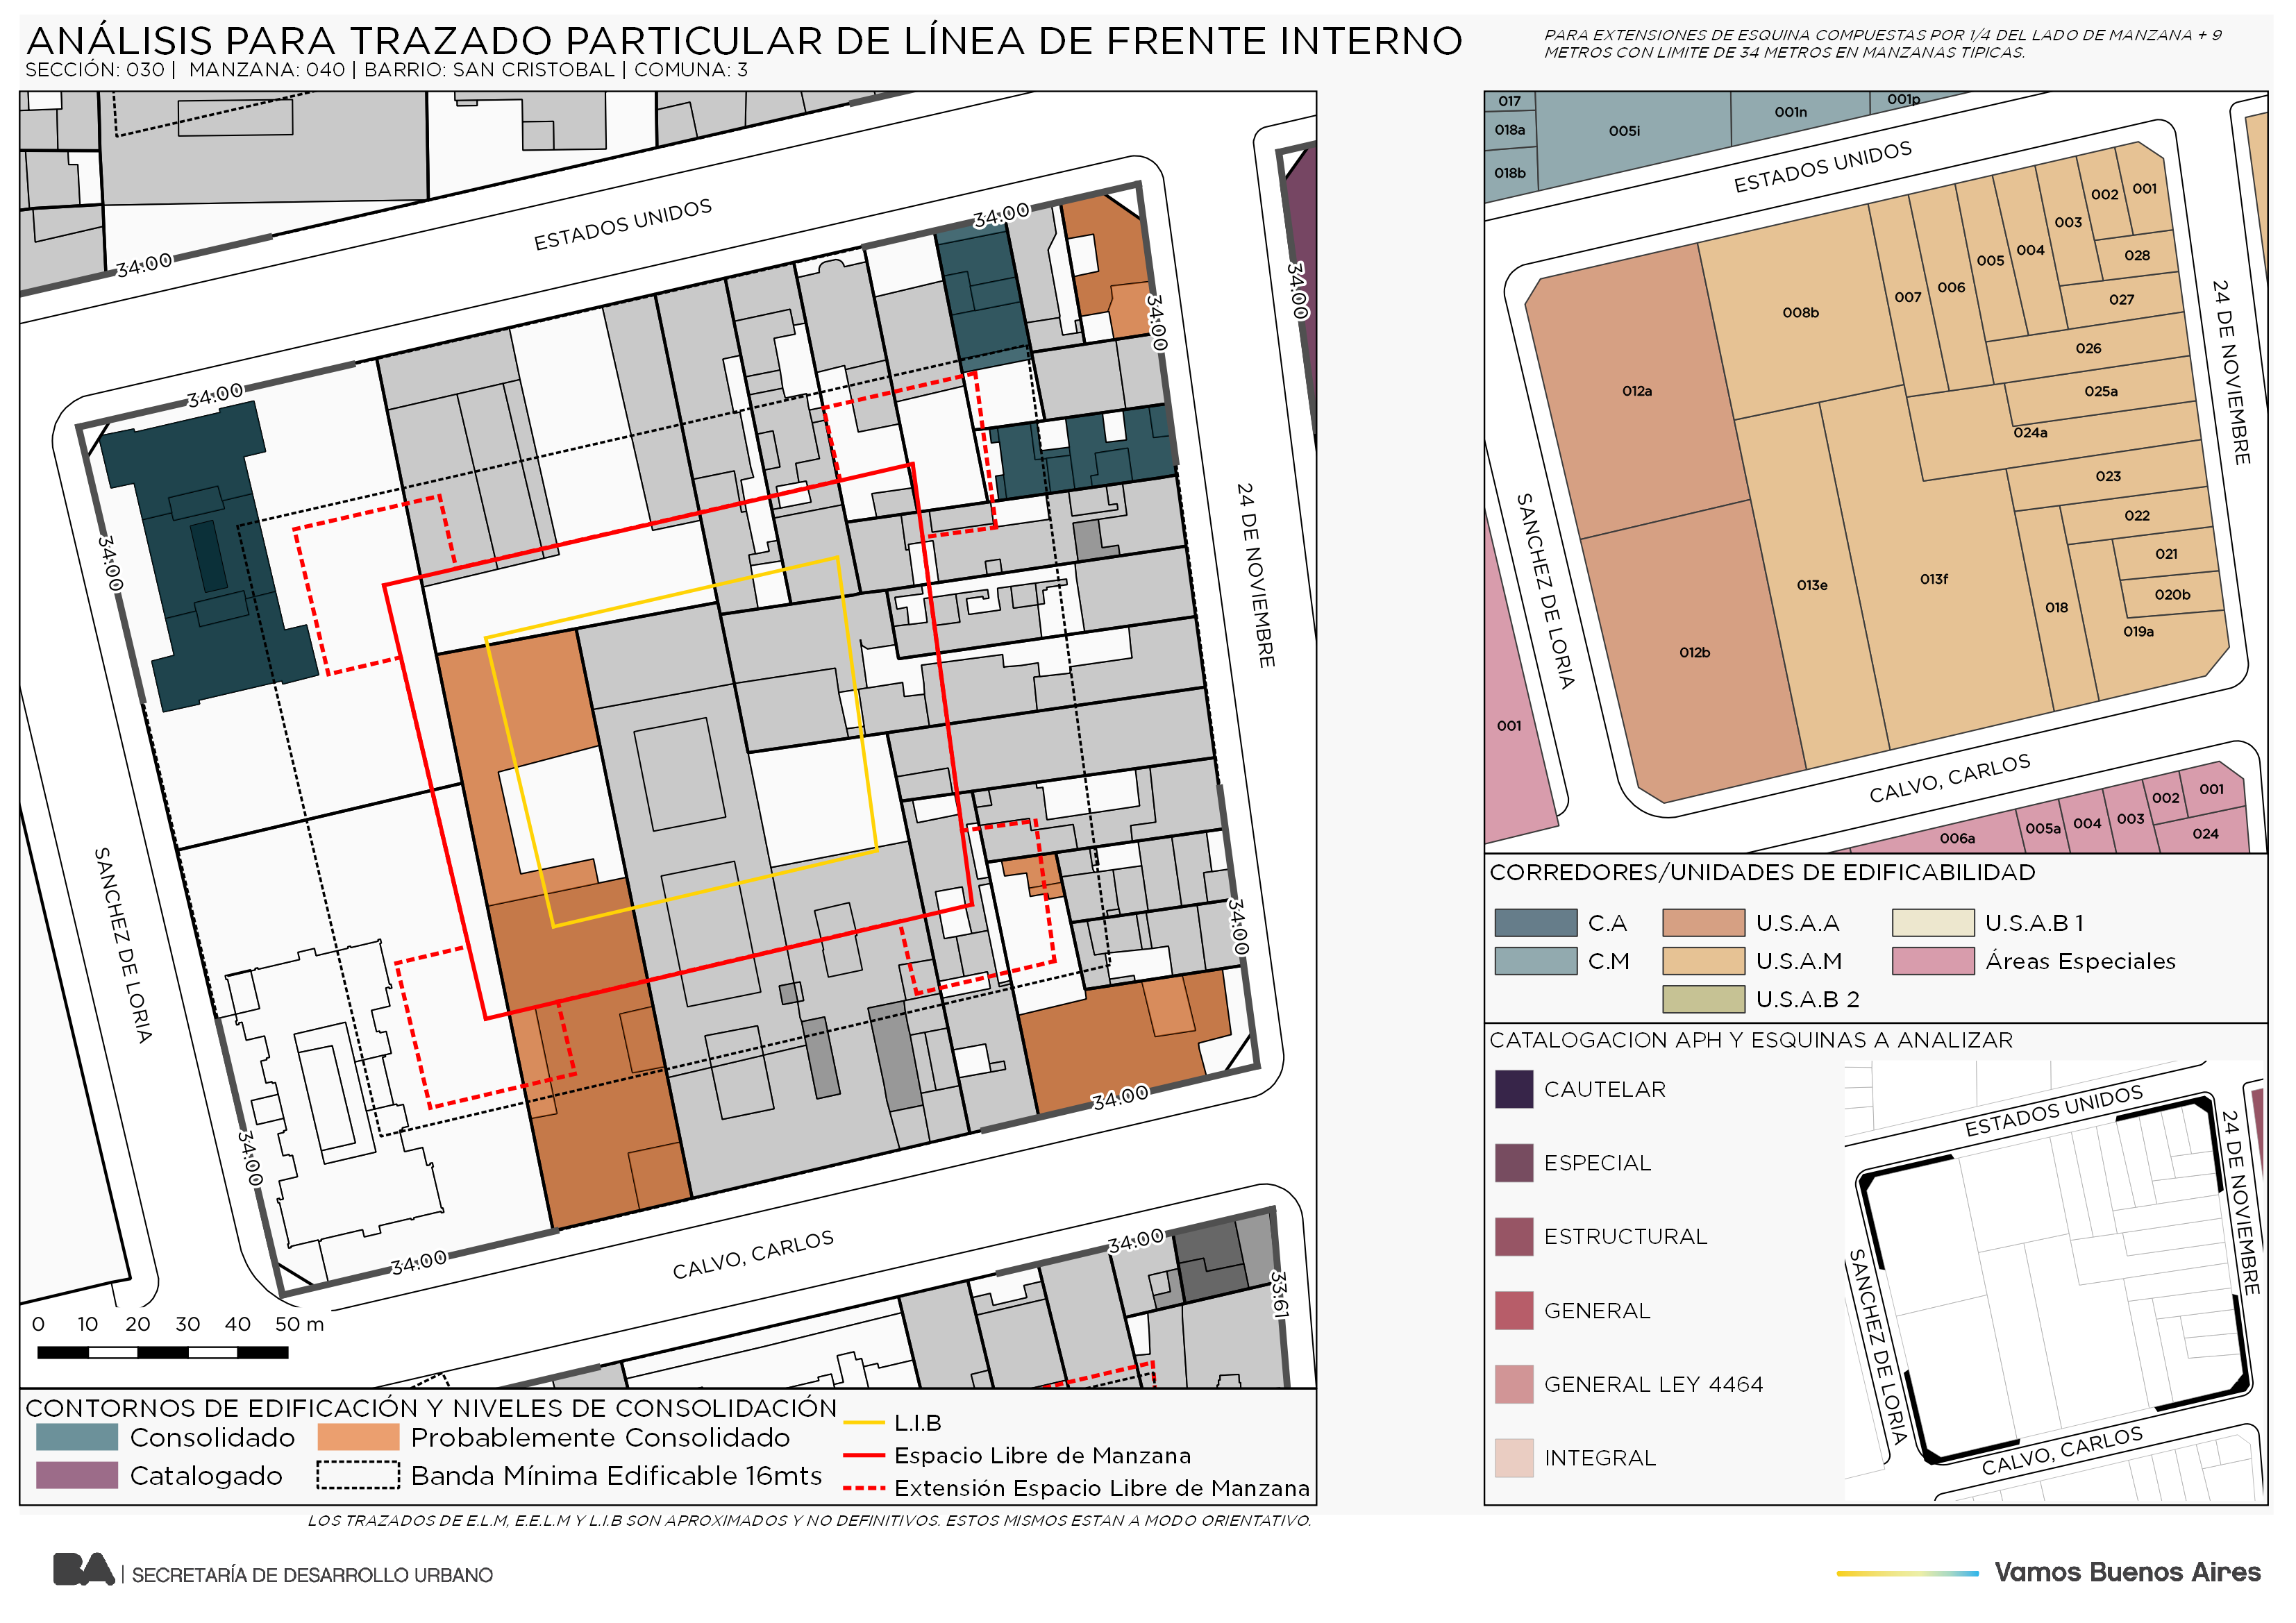 ANÁLISIS PARA TRAZADO PARTICULAR DE LÍNEA DE FRENTE INTERNO
SECCIÓN: 030 | MANZANA: 040 | BARRIO: SAN CRISTOBAL | COMUNA: 3
PARA EXTENSIONES DE ESQUINA COMPUESTAS POR 1/4 DEL LADO DE MANZANA + 9
METROS CON LIMITE DE 34 METROS EN MANZANAS TIPICAS.
34:00
ESTADOS UNIDOS
34:00
34:00
34:00
34:00
34:00
24 DE NOVIEMBRE
SANCHEZ DE LORIA
34:00
34:00
34:00
34:00
CALVO, CARLOS
34:00
33:61
0 10 20 30 40 50 m
CONTORNOS DE EDIFICACIÓN Y NIVELES DE CONSOLIDACIÓN
Consolidado
Probablemente Consolidado
Catalogado
Banda Mínima Edificable 16mts
L.I.B
Espacio Libre de Manzana
Extensión Espacio Libre de Manzana
LOS TRAZADOS DE E.L.M, E.E.L.M Y L.I.B SON APROXIMADOS Y NO DEFINITIVOS. ESTOS MISMOS ESTAN A MODO ORIENTATIVO.
017
018a
018b
005i
001n
001p
ESTADOS UNIDOS
001
002
003
004
005
006
007
008b
028
027
026
025a
024a
023
022
021
020b
019a
018
013f
013e
012a
012b
24 DE NOVIEMBRE
SANCHEZ DE LORIA
001
CALVO, CARLOS
006a
005a
004
003
002
001
024
CORREDORES/UNIDADES DE EDIFICABILIDAD
C.A
U.S.A.A
U.S.A.B 1
C.M
U.S.A.M
Áreas Especiales
U.S.A.B 2
CATALOGACION APH Y ESQUINAS A ANALIZAR
CAUTELAR
ESPECIAL
ESTRUCTURAL
GENERAL
GENERAL LEY 4464
INTEGRAL
ESTADOS UNIDOS
24 DE NOVIEMBRE
SANCHEZ DE LORIA
CALVO, CARLOS
BA | SECRETARÍA DE DESARROLLO URBANO
Vamos Buenos Aires